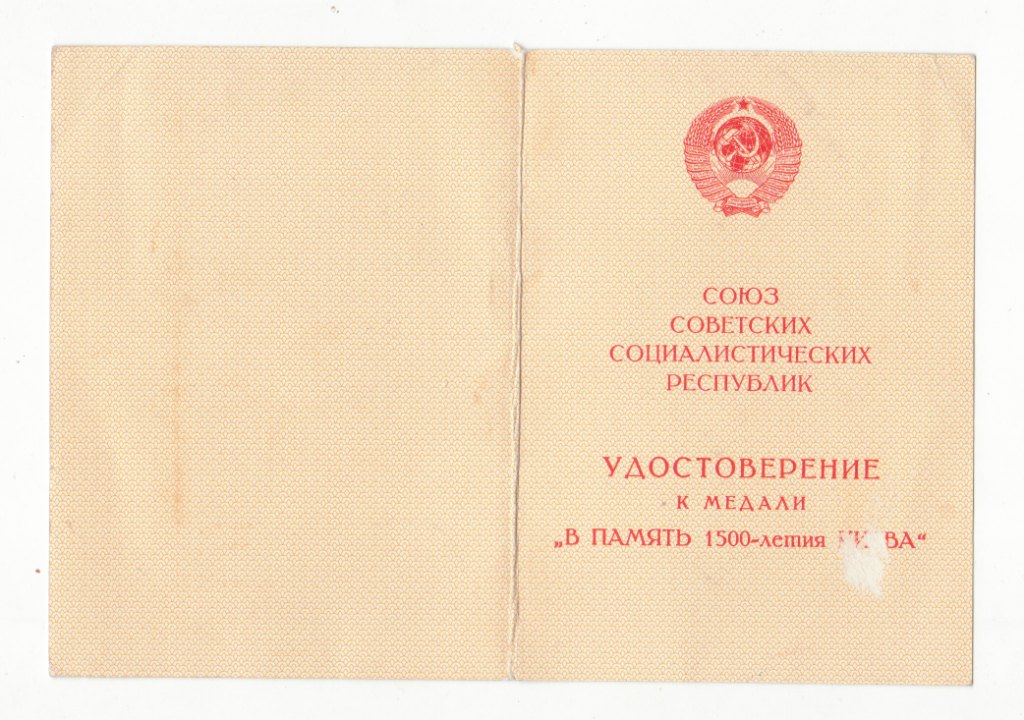 СОЮЗ
СОВЕТСКИХ
СОЦИАЛИСТИЧЕСКИХ
РЕСПУБЛИК
УДОСТОВЕРЕНИЕ
К МЕДАЛИ
„В ПАМЯТЬ 1500-летия